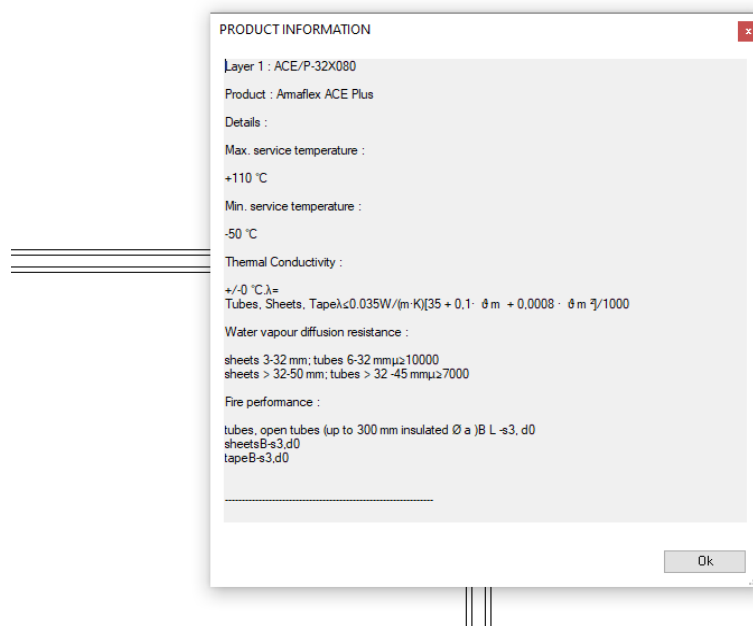 PRODUCT INFORMATION
x
Layer 1 : ACE/P-32X080
Product : Armaflex ACE Plus
Details :
Max. service temperature :
+110 °C
Min. service temperature :
-50 °C
Thermal Conductivity :
+/-0 °C.λ=
Tubes, Sheets, Tapeλ≤0.035W/(m·K)[35 + 0,1· ϑm + 0,0008 · ϑm²]/1000
Water vapour diffusion resistance :
sheets 3-32 mm; tubes 6-32 mmμ≥10000
sheets > 32-50 mm; tubes > 32 -45 mmμ≥7000
Fire performance :
tubes, open tubes (up to 300 mm insulated Ø a )B L -s3, d0
sheetsB-s3,d0
tapeB-s3,d0
--------------------------------------------------------------
Ok